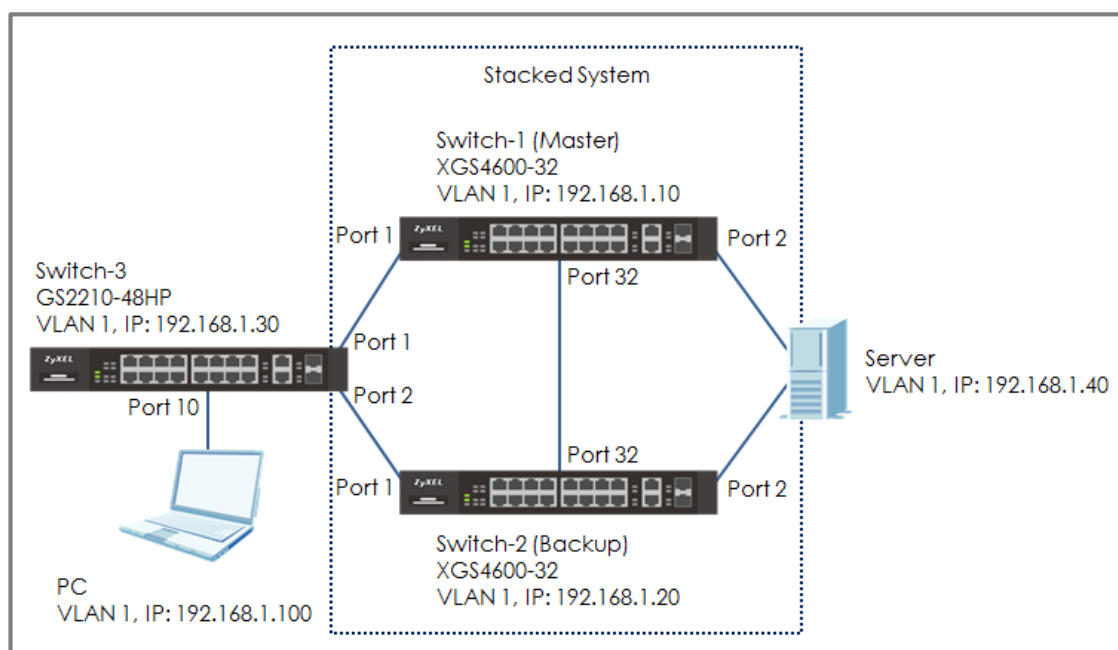 Stacked System
Switch-1 (Master)
XGS4600-32
VLAN 1, IP: 192.168.1.10
Port 1
ZyXEL
Port 2
Port 32
Switch-3
GS2210-48HP
VLAN 1, IP: 192.168.1.30
ZyXEL
Port 1
Port 2
Port 10
Server
VLAN 1, IP: 192.168.1.40
Port 32
Port 1
ZyXEL
Port 2
Switch-2 (Backup)
XGS4600-32
VLAN 1, IP: 192.168.1.20
PC
VLAN 1, IP: 192.168.1.100